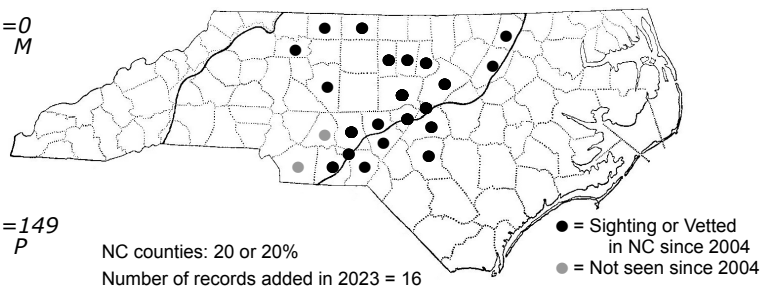 =0
M
=149
P
NC counties: 20 or 20%
Number of records added in 2023 = 16
= Sighting or Vetted
in NC since 2004
= Not seen since 2004